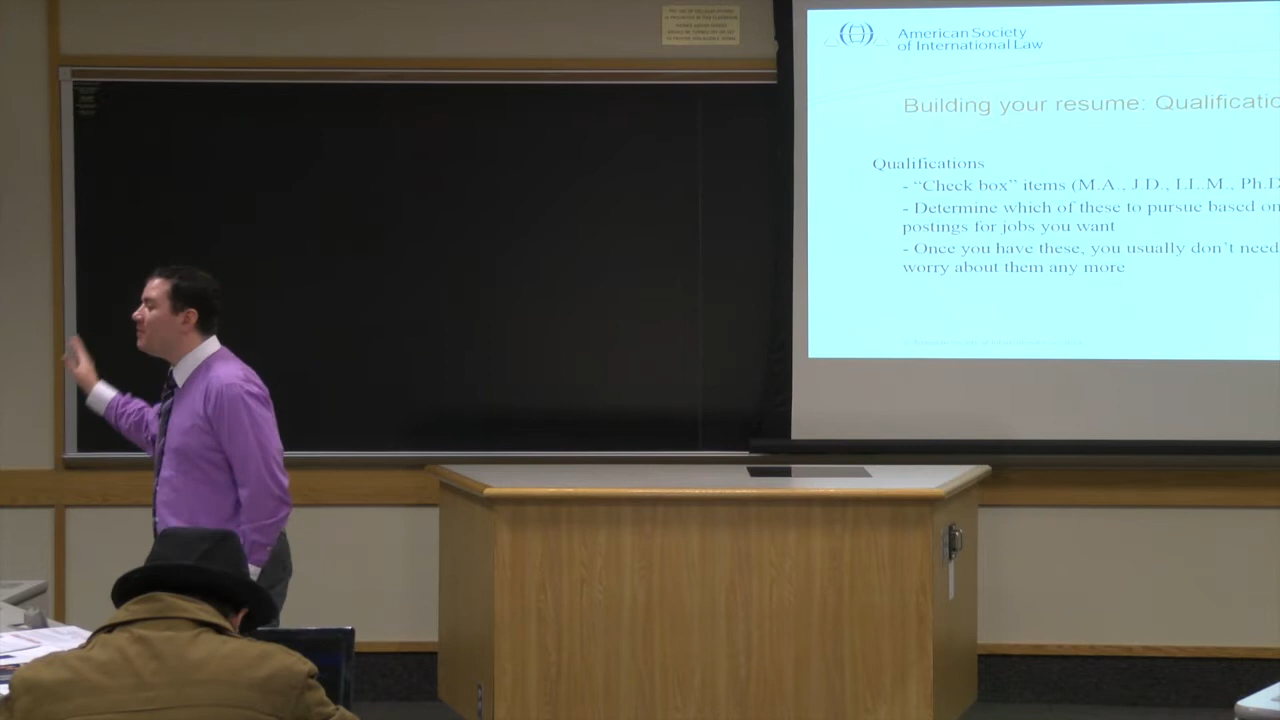 American Society
of International Law
Building your resume: Qualificatio
Qualifications
- “Check box” items (M.A., J.D., LL.M., Ph.D
- Determine which of these to pursue based on
postings for jobs you want
- Once you have these, you usually don’t need
worry about them any more